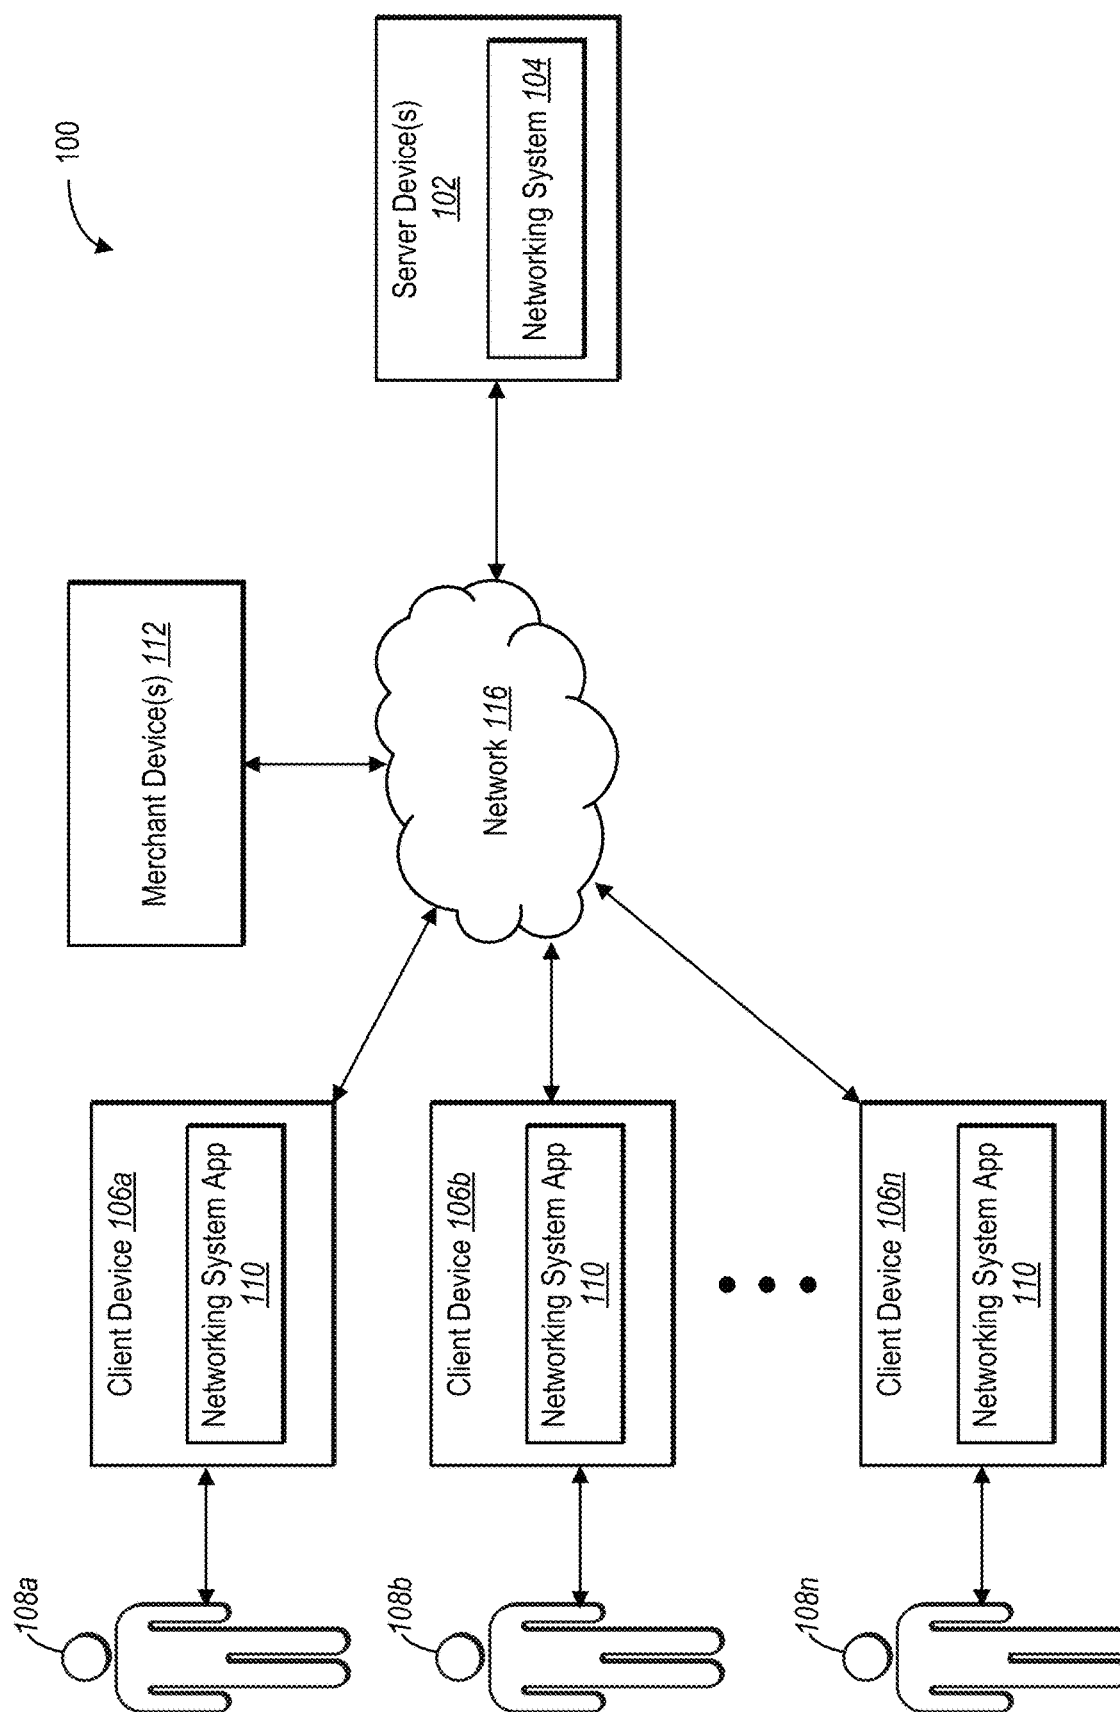 100
Server Device(s)
102
Networking System 104
Merchant Device(s) 112
Network 116
Client Device 106a
Networking System App
110
Client Device 106b
Networking System App
110
Client Device 106n
Networking System App
110
108a
108b
108n